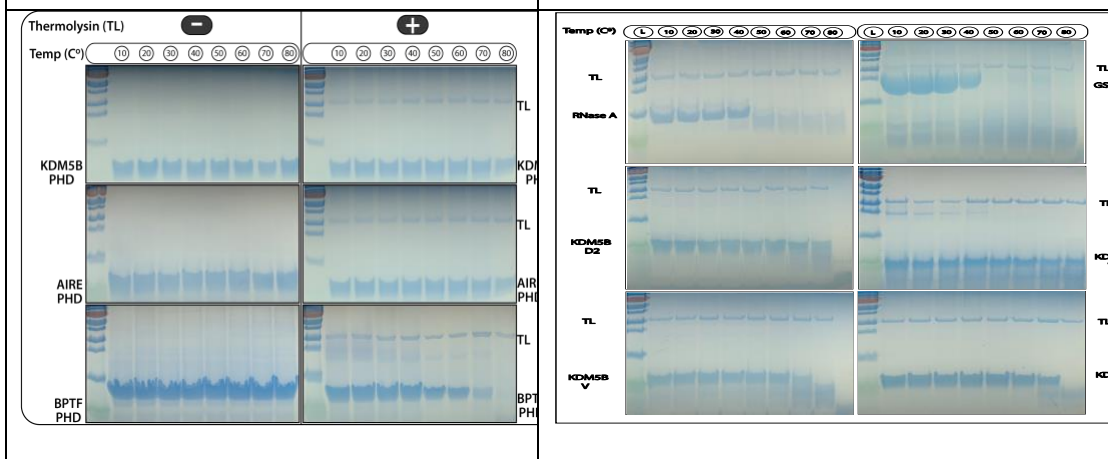 Thermolysin (TL) − +
Temp (Cº) 10 20 30 40 50 60 70 80 10 20 30 40 50 60 70 80
TL
KDM5B
PHD
TL
AIRE
PHD
TL
BPTF
PHD
Temp (Cº) L 10 20 30 40 50 60 70 80 L 10 20 30 40 50 60 70 80
TL
RNase A
TL
KDM5B
D2
TL
KDM5B
V